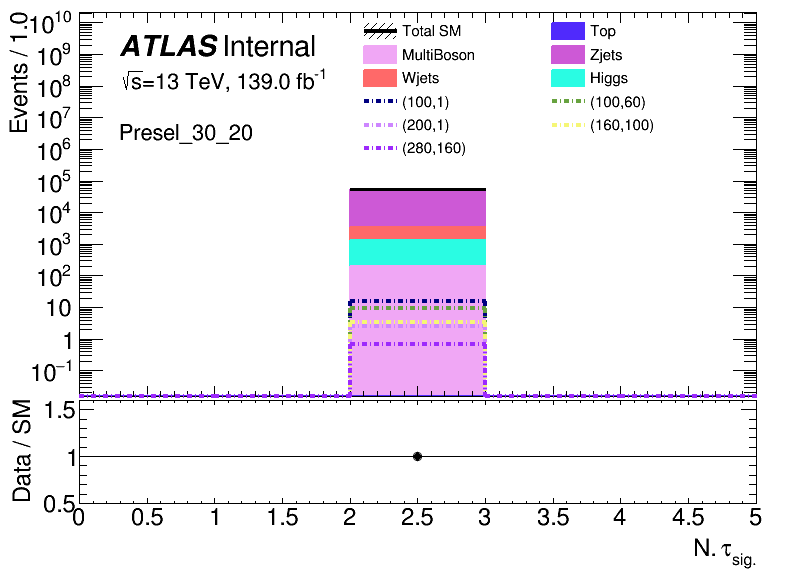 ATLAS Internal
√s=13 TeV, 139.0 fb⁻¹
Presel_30_20
Total SM
Top
MultiBoson
Zjets
Wjets
Higgs
(100,1)
(100,60)
(200,1)
(160,100)
(280,160)
Events / 1.0
10¹⁰
10⁹
10⁸
10⁷
10⁶
10⁵
10⁴
10³
10²
10
1
10⁻¹
Data / SM
1.5
1
0.5
0 0.5 1 1.5 2 2.5 3 3.5 4 4.5 5
N. τsig.